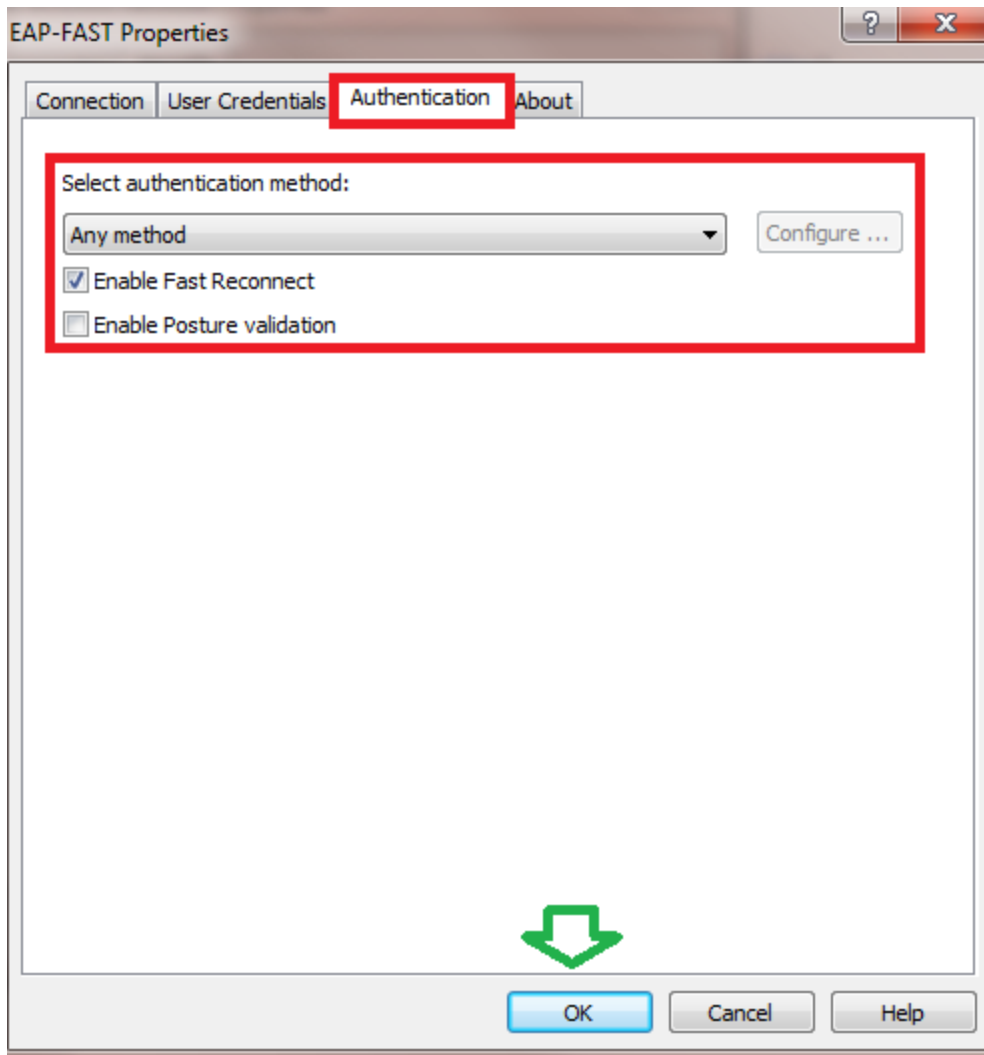 EAP-FAST Properties
?
Connection User Credentials Authentication About
Select authentication method:
Any method Configure ...
Enable Fast Reconnect
Enable Posture validation
OK Cancel Help